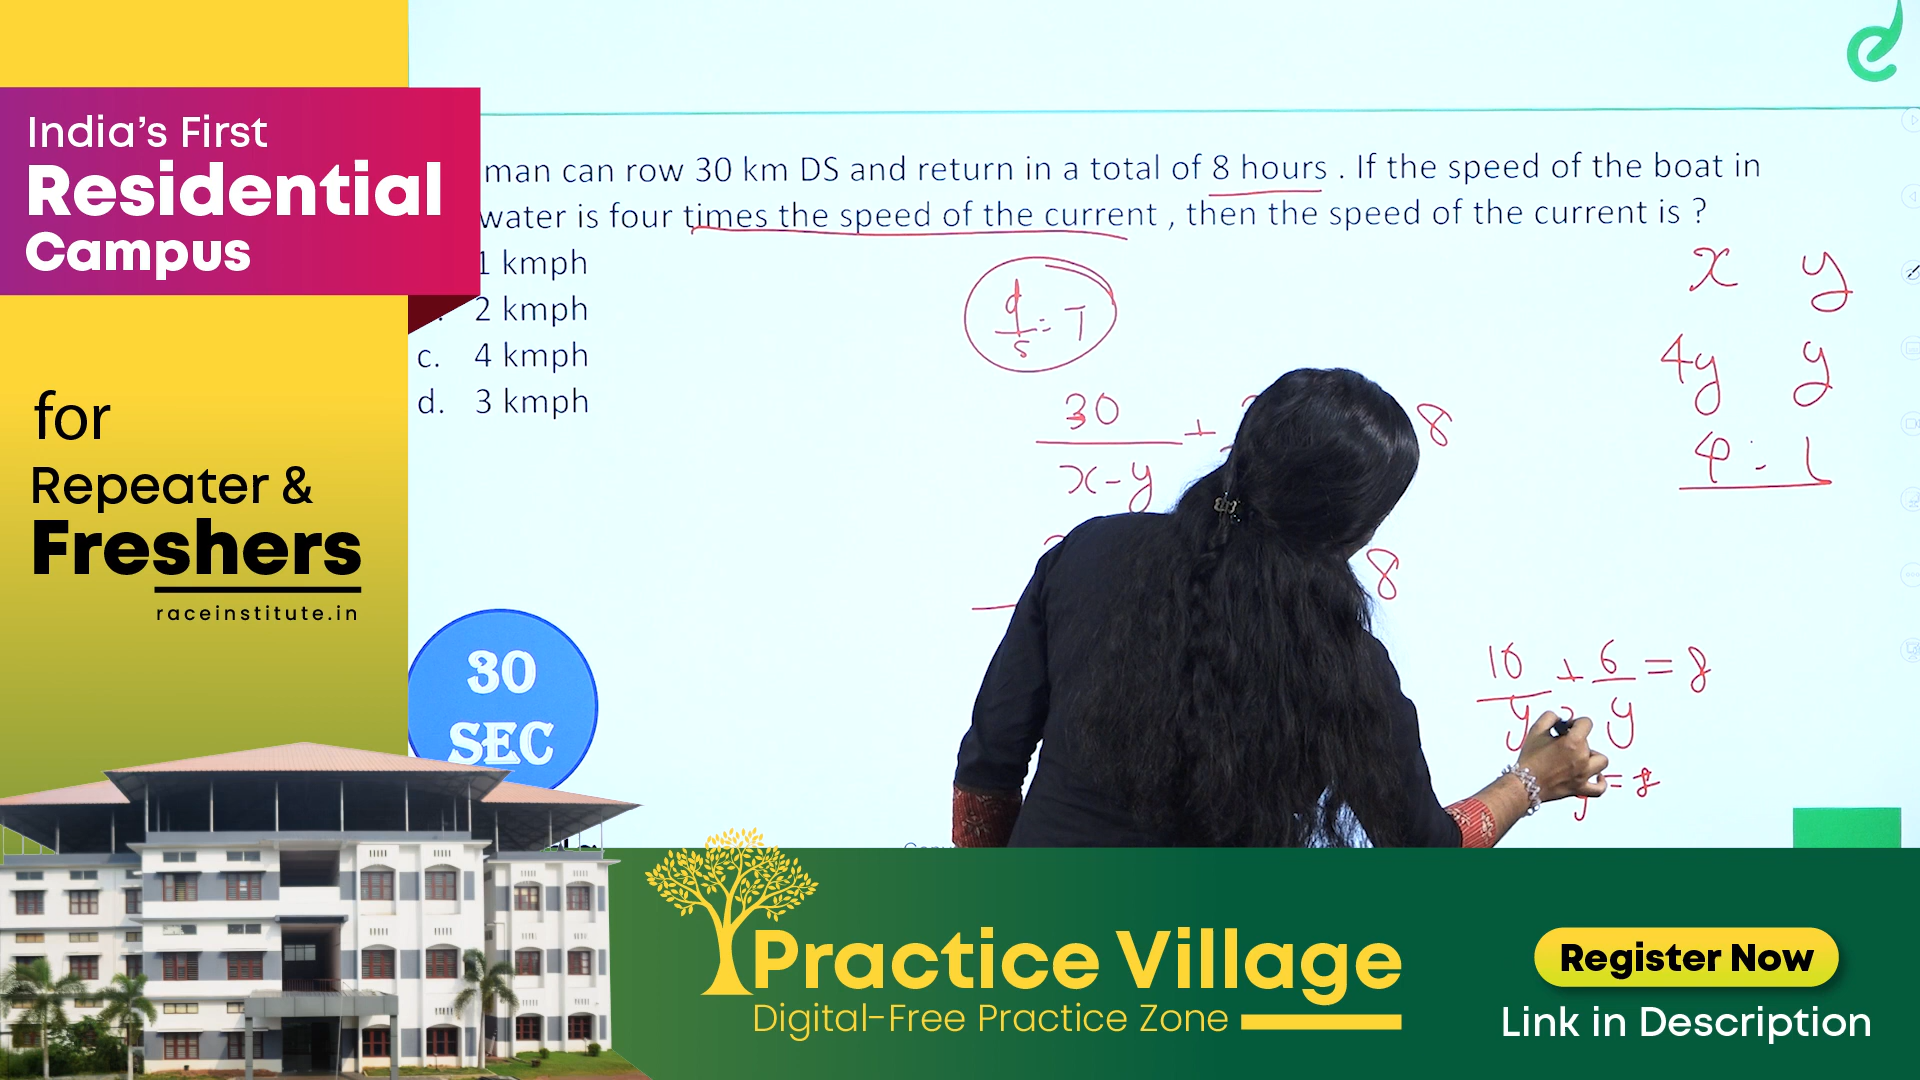 India's First
Residential
Campus
for
Repeater &
Freshers
raceinstitute.in
man can row 30 km DS and return in a total of 8 hours . If the speed of the boat in
water is four times the speed of the current , then the speed of the current is ?
1 kmph
2 kmph
c. 4 kmph
d. 3 kmph
x y
4y y
4 : 1
d/s = T
30/x-y +
8
8
10/y + 6/y = 8
= 8
30
SEC
Practice Village
Digital-Free Practice Zone
Register Now
Link in Description